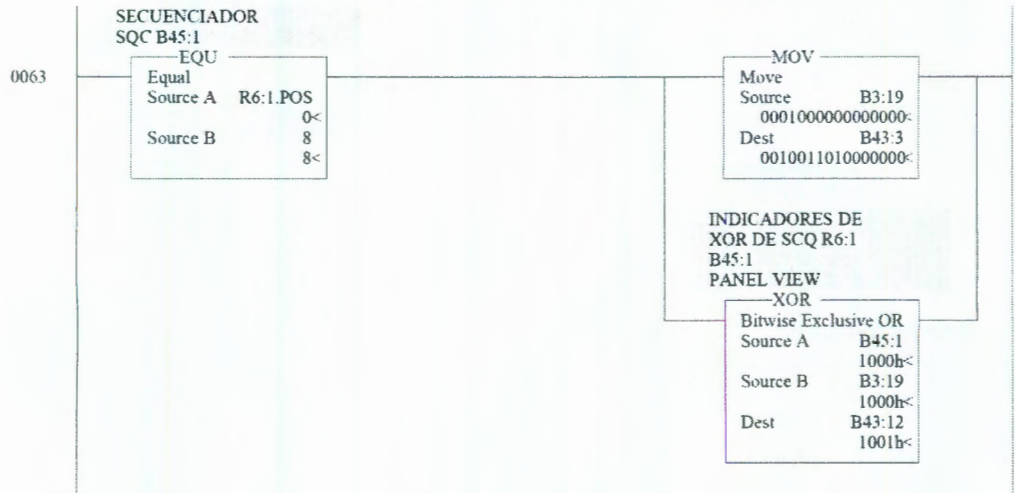 SECUENCIADOR
SQC B45:1
EQU
0063
Equal
Source A R6:1.POS
0<
Source B 8
8<
MOV
Move
Source B3:19
0001000000000000<
Dest B43:3
0010011010000000<
INDICADORES DE
XOR DE SCQ R6:1
B45:1
PANEL VIEW
XOR
Bitwise Exclusive OR
Source A B45:1
1000h<
Source B B3:19
1000h<
Dest B43:12
1001h<